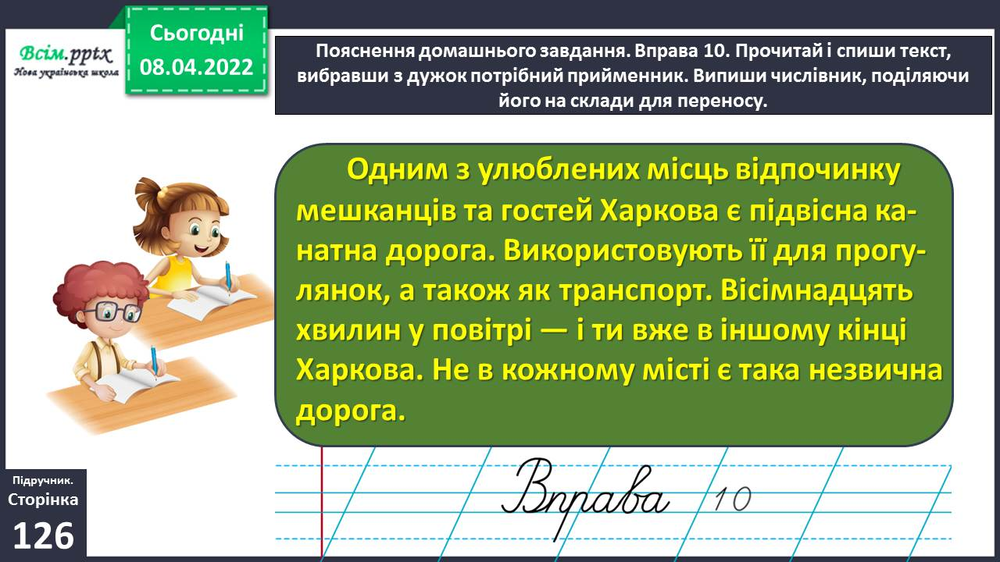 Всім.pptx
Нова українська школа
Сьогодні
08.04.2022
Пояснення домашнього завдання. Вправа 10. Прочитай і спиши текст,
вибравши з дужок потрібний прийменник. Випиши числівник, поділяючи
його на склади для переносу.
Одним з улюблених місць відпочинку
мешканців та гостей Харкова є підвісна ка-
натна дорога. Використовують її для прогу-
лянок, а також як транспорт. Вісімнадцять
хвилин у повітрі — і ти вже в іншому кінці
Харкова. Не в кожному місті є така незвична
дорога.
Вправа 10
Підручник.
Сторінка
126